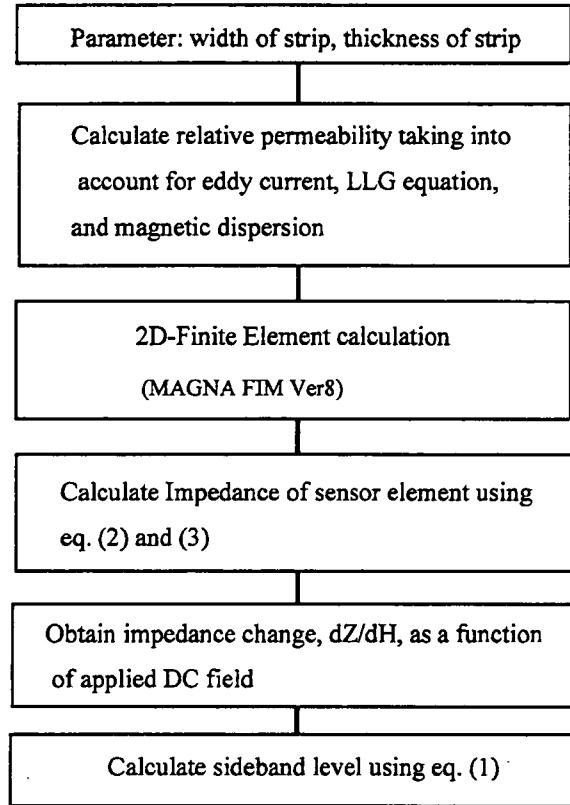 Parameter: width of strip, thickness of strip
Calculate relative permeability taking into
account for eddy current, LLG equation,
and magnetic dispersion
2D-Finite Element calculation
(MAGNA FIM Ver8)
Calculate Impedance of sensor element using
eq. (2) and (3)
Obtain impedance change, dZ/dH, as a function
of applied DC field
Calculate sideband level using eq. (1)